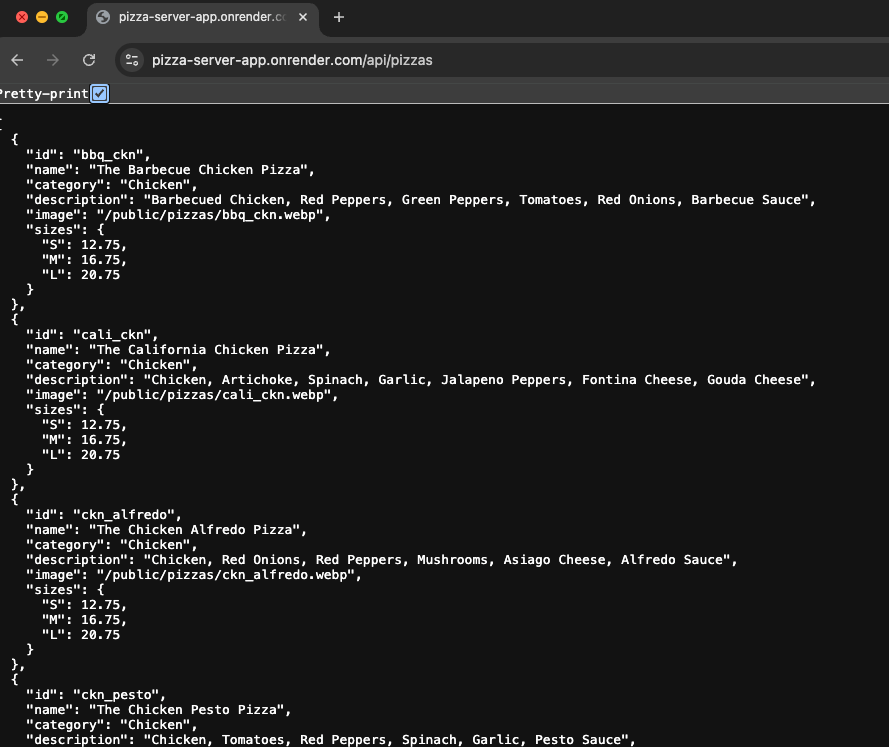 pizza-server-app.onrender.co
pizza-server-app.onrender.com/api/pizzas
Pretty-print
[
  {
    "id": "bbq_ckn",
    "name": "The Barbecue Chicken Pizza",
    "category": "Chicken",
    "description": "Barbecued Chicken, Red Peppers, Green Peppers, Tomatoes, Red Onions, Barbecue Sauce",
    "image": "/public/pizzas/bbq_ckn.webp",
    "sizes": {
      "S": 12.75,
      "M": 16.75,
      "L": 20.75
    }
  },
  {
    "id": "cali_ckn",
    "name": "The California Chicken Pizza",
    "category": "Chicken",
    "description": "Chicken, Artichoke, Spinach, Garlic, Jalapeno Peppers, Fontina Cheese, Gouda Cheese",
    "image": "/public/pizzas/cali_ckn.webp",
    "sizes": {
      "S": 12.75,
      "M": 16.75,
      "L": 20.75
    }
  },
  {
    "id": "ckn_alfredo",
    "name": "The Chicken Alfredo Pizza",
    "category": "Chicken",
    "description": "Chicken, Red Onions, Red Peppers, Mushrooms, Asiago Cheese, Alfredo Sauce",
    "image": "/public/pizzas/ckn_alfredo.webp",
    "sizes": {
      "S": 12.75,
      "M": 16.75,
      "L": 20.75
    }
  },
  {
    "id": "ckn_pesto",
    "name": "The Chicken Pesto Pizza",
    "category": "Chicken",
    "description": "Chicken, Tomatoes, Red Peppers, Spinach, Garlic, Pesto Sauce",